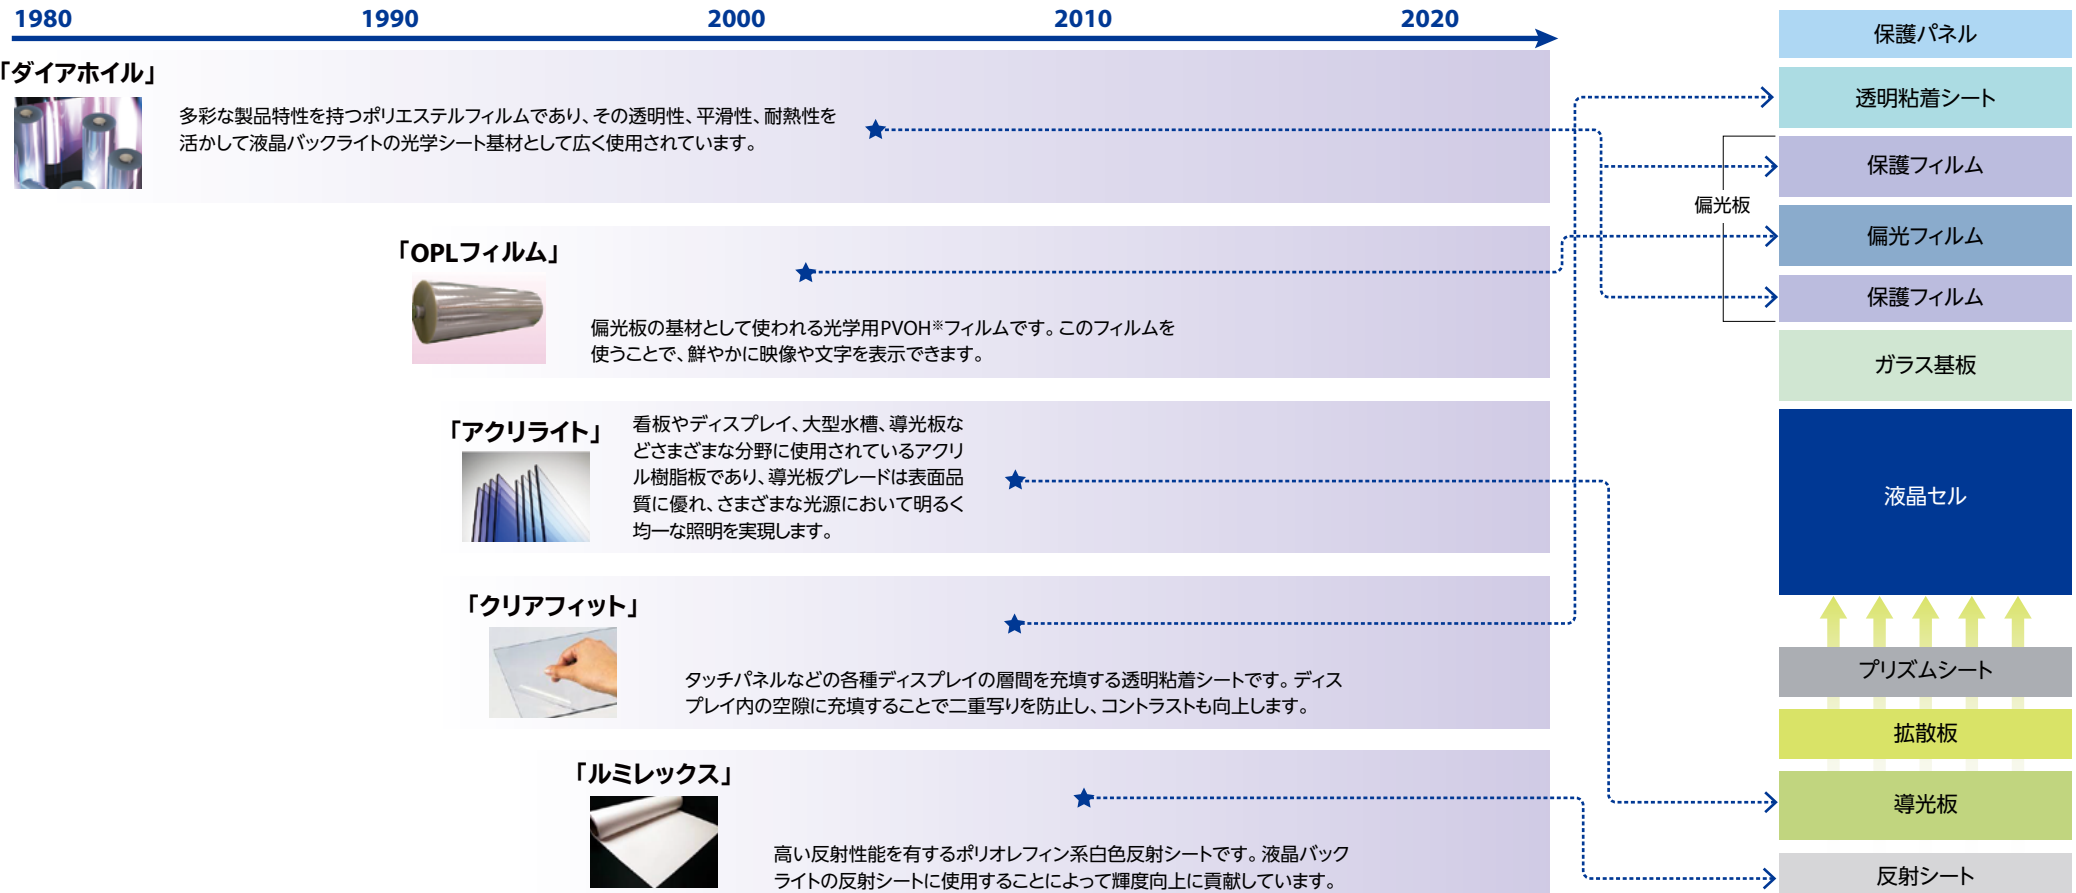 1980 1990 2000 2010 2020
「ダイアホイル」
多彩な製品特性を持つポリエステルフィルムであり、その透明性、平滑性、耐熱性を
活かして液晶バックライトの光学シート基材として広く使用されています。
「OPLフィルム」
偏光板の基材として使われる光学用PVOH※フィルムです。このフィルムを
使うことで、鮮やかに映像や文字を表示できます。
「アクリライト」
看板やディスプレイ、大型水槽、導光板な
どさまざまな分野に使用されているアクリ
ル樹脂板であり、導光板グレードは表面品
質に優れ、さまざまな光源において明るく
均一な照明を実現します。
「クリアフィット」
タッチパネルなどの各種ディスプレイの層間を充填する透明粘着シートです。ディス
プレイ内の空隙に充填することで二重写りを防止し、コントラストも向上します。
「ルミレックス」
高い反射性能を有するポリオレフィン系白色反射シートです。液晶バック
ライトの反射シートに使用することによって輝度向上に貢献しています。
保護パネル
透明粘着シート
偏光板
保護フィルム
偏光フィルム
保護フィルム
ガラス基板
液晶セル
プリズムシート
拡散板
導光板
反射シート